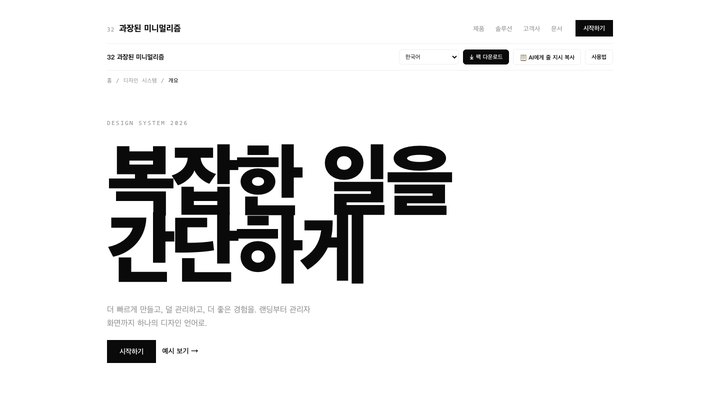 32 과장된 미니멀리즘
제품 솔루션 고객사 문서 시작하기
32 과장된 미니멀리즘
한국어 팩 다운로드 AI에게 줄 지시 복사 사용법
홈 / 디자인 시스템 / 개요
DESIGN SYSTEM 2026
복잡한 일을
간단하게
더 빠르게 만들고, 덜 관리하고, 더 좋은 경험을. 랜딩부터 관리자
화면까지 하나의 디자인 언어로.
시작하기 예시 보기 →